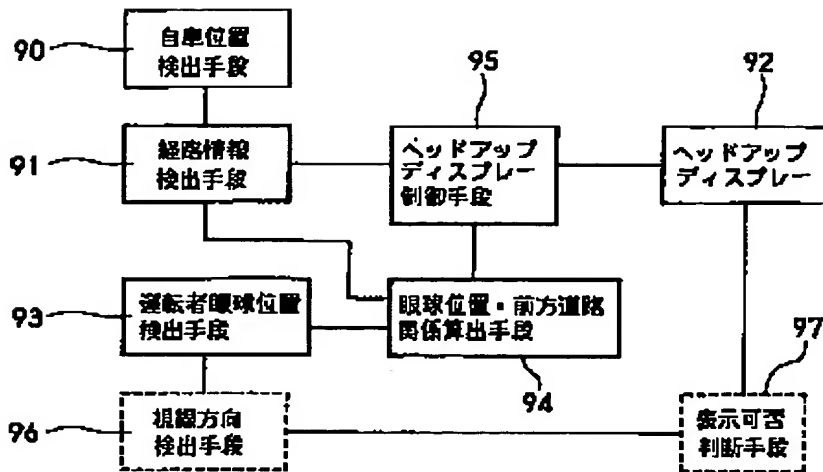 90
自車位置
検出手段
91
経路情報
検出手段
95
ヘッドアップ
ディスプレー
制御手段
92
ヘッドアップ
ディスプレー
93
運転者眼球位置
検出手段
眼球位置・前方道路
関係算出手段
94
96
視線方向
検出手段
97
表示可否
判断手段